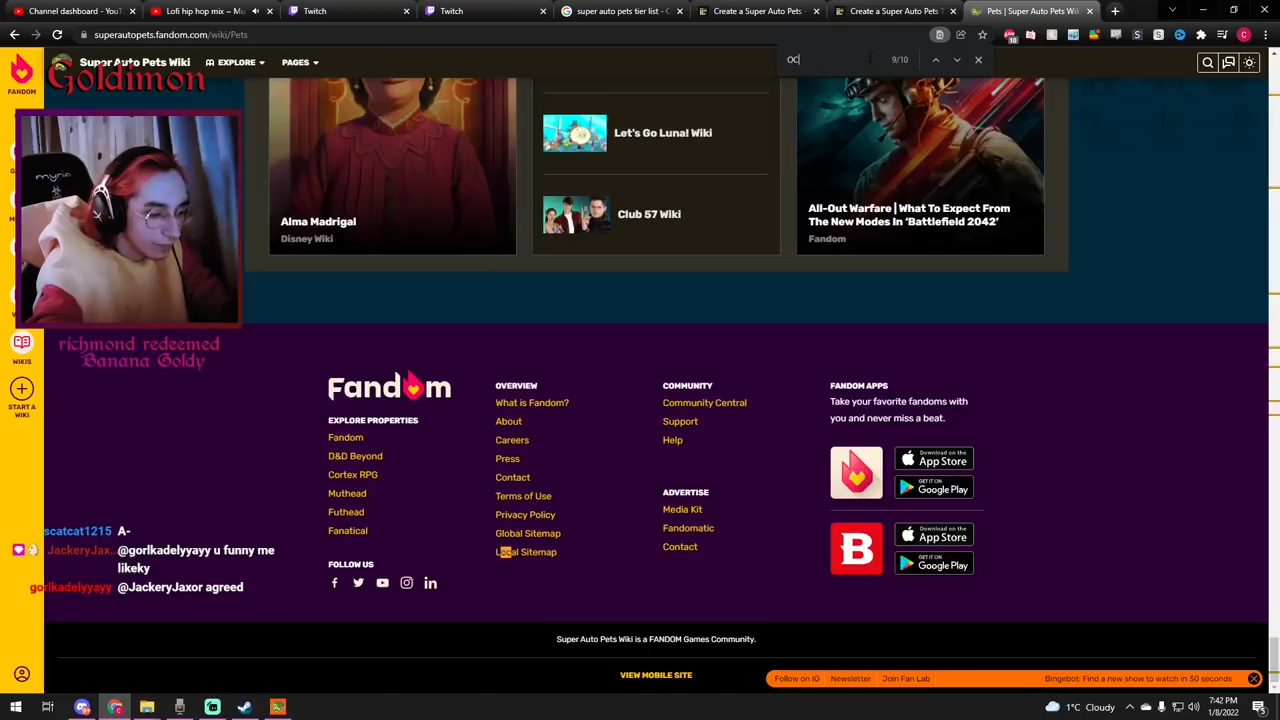 (1) Channel dashboard - YouT
Lofi hip hop mix ~ Mu
Twitch
Twitch
super auto pets tier list - G
Create a Super Auto Pets -
Create a Super Auto Pets T
Pets | Super Auto Pets Wiki
superautopets.fandom.com/wiki/Pets
10
FANDOM
Super Auto Pets Wiki
EXPLORE
PAGES
oc
9/10
Goldimon
myria
richmond redeemed
Banana Goldy
Alma Madrigal
Disney Wiki
Let's Go Luna! Wiki
Club 57 Wiki
All-Out Warfare | What To Expect From
The New Modes In 'Battlefield 2042'
Fandom
WIKIS
START A
WIKI
Fandom
EXPLORE PROPERTIES
Fandom
D&D Beyond
Cortex RPG
Muthead
Futhead
Fanatical
FOLLOW US
OVERVIEW
What is Fandom?
About
Careers
Press
Contact
Terms of Use
Privacy Policy
Global Sitemap
Local Sitemap
COMMUNITY
Community Central
Support
Help
ADVERTISE
Media Kit
Fandomatic
Contact
FANDOM APPS
Take your favorite fandoms with
you and never miss a beat.
Download on the
App Store
GET IT ON
Google Play
B
Download on the
App Store
GET IT ON
Google Play
scatcat1215 A-
JackeryJax.. @gorlkadelyyayy u funny me
likeky
gorlkadelyyayy @JackeryJaxor agreed
Super Auto Pets Wiki is a FANDOM Games Community.
VIEW MOBILE SITE
Follow on IG
Newsletter
Join Fan Lab
Bingebot: Find a new show to watch in 30 seconds
1°C Cloudy
7:42 PM
1/8/2022